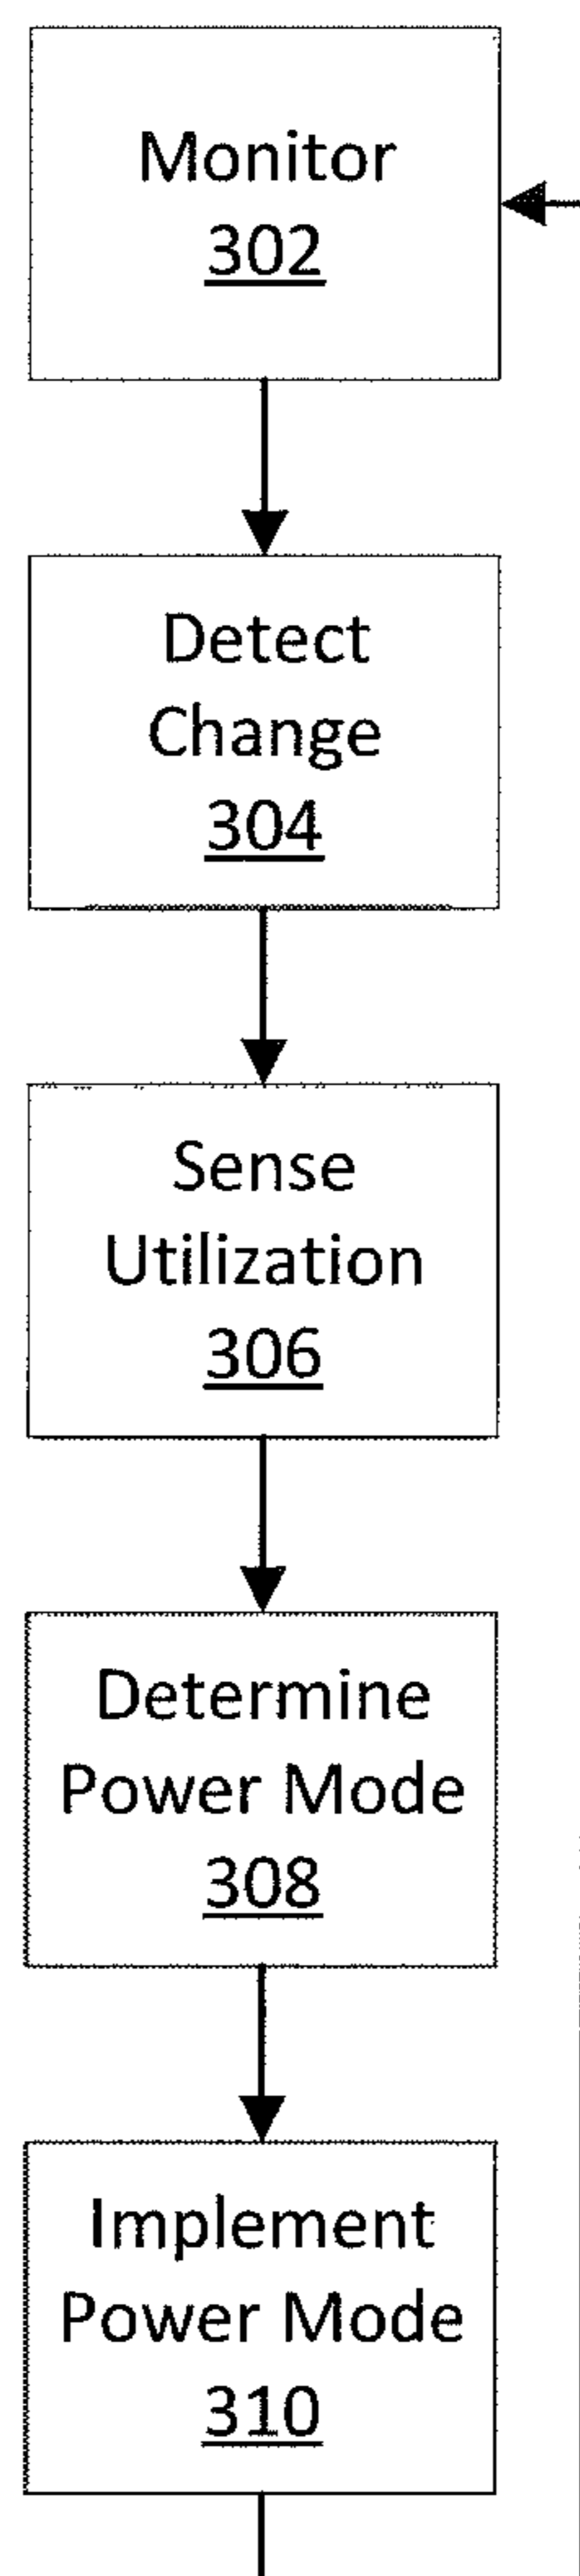 Monitor
302
Detect
Change
304
Sense
Utilization
306
Determine
Power Mode
308
Implement
Power Mode
310